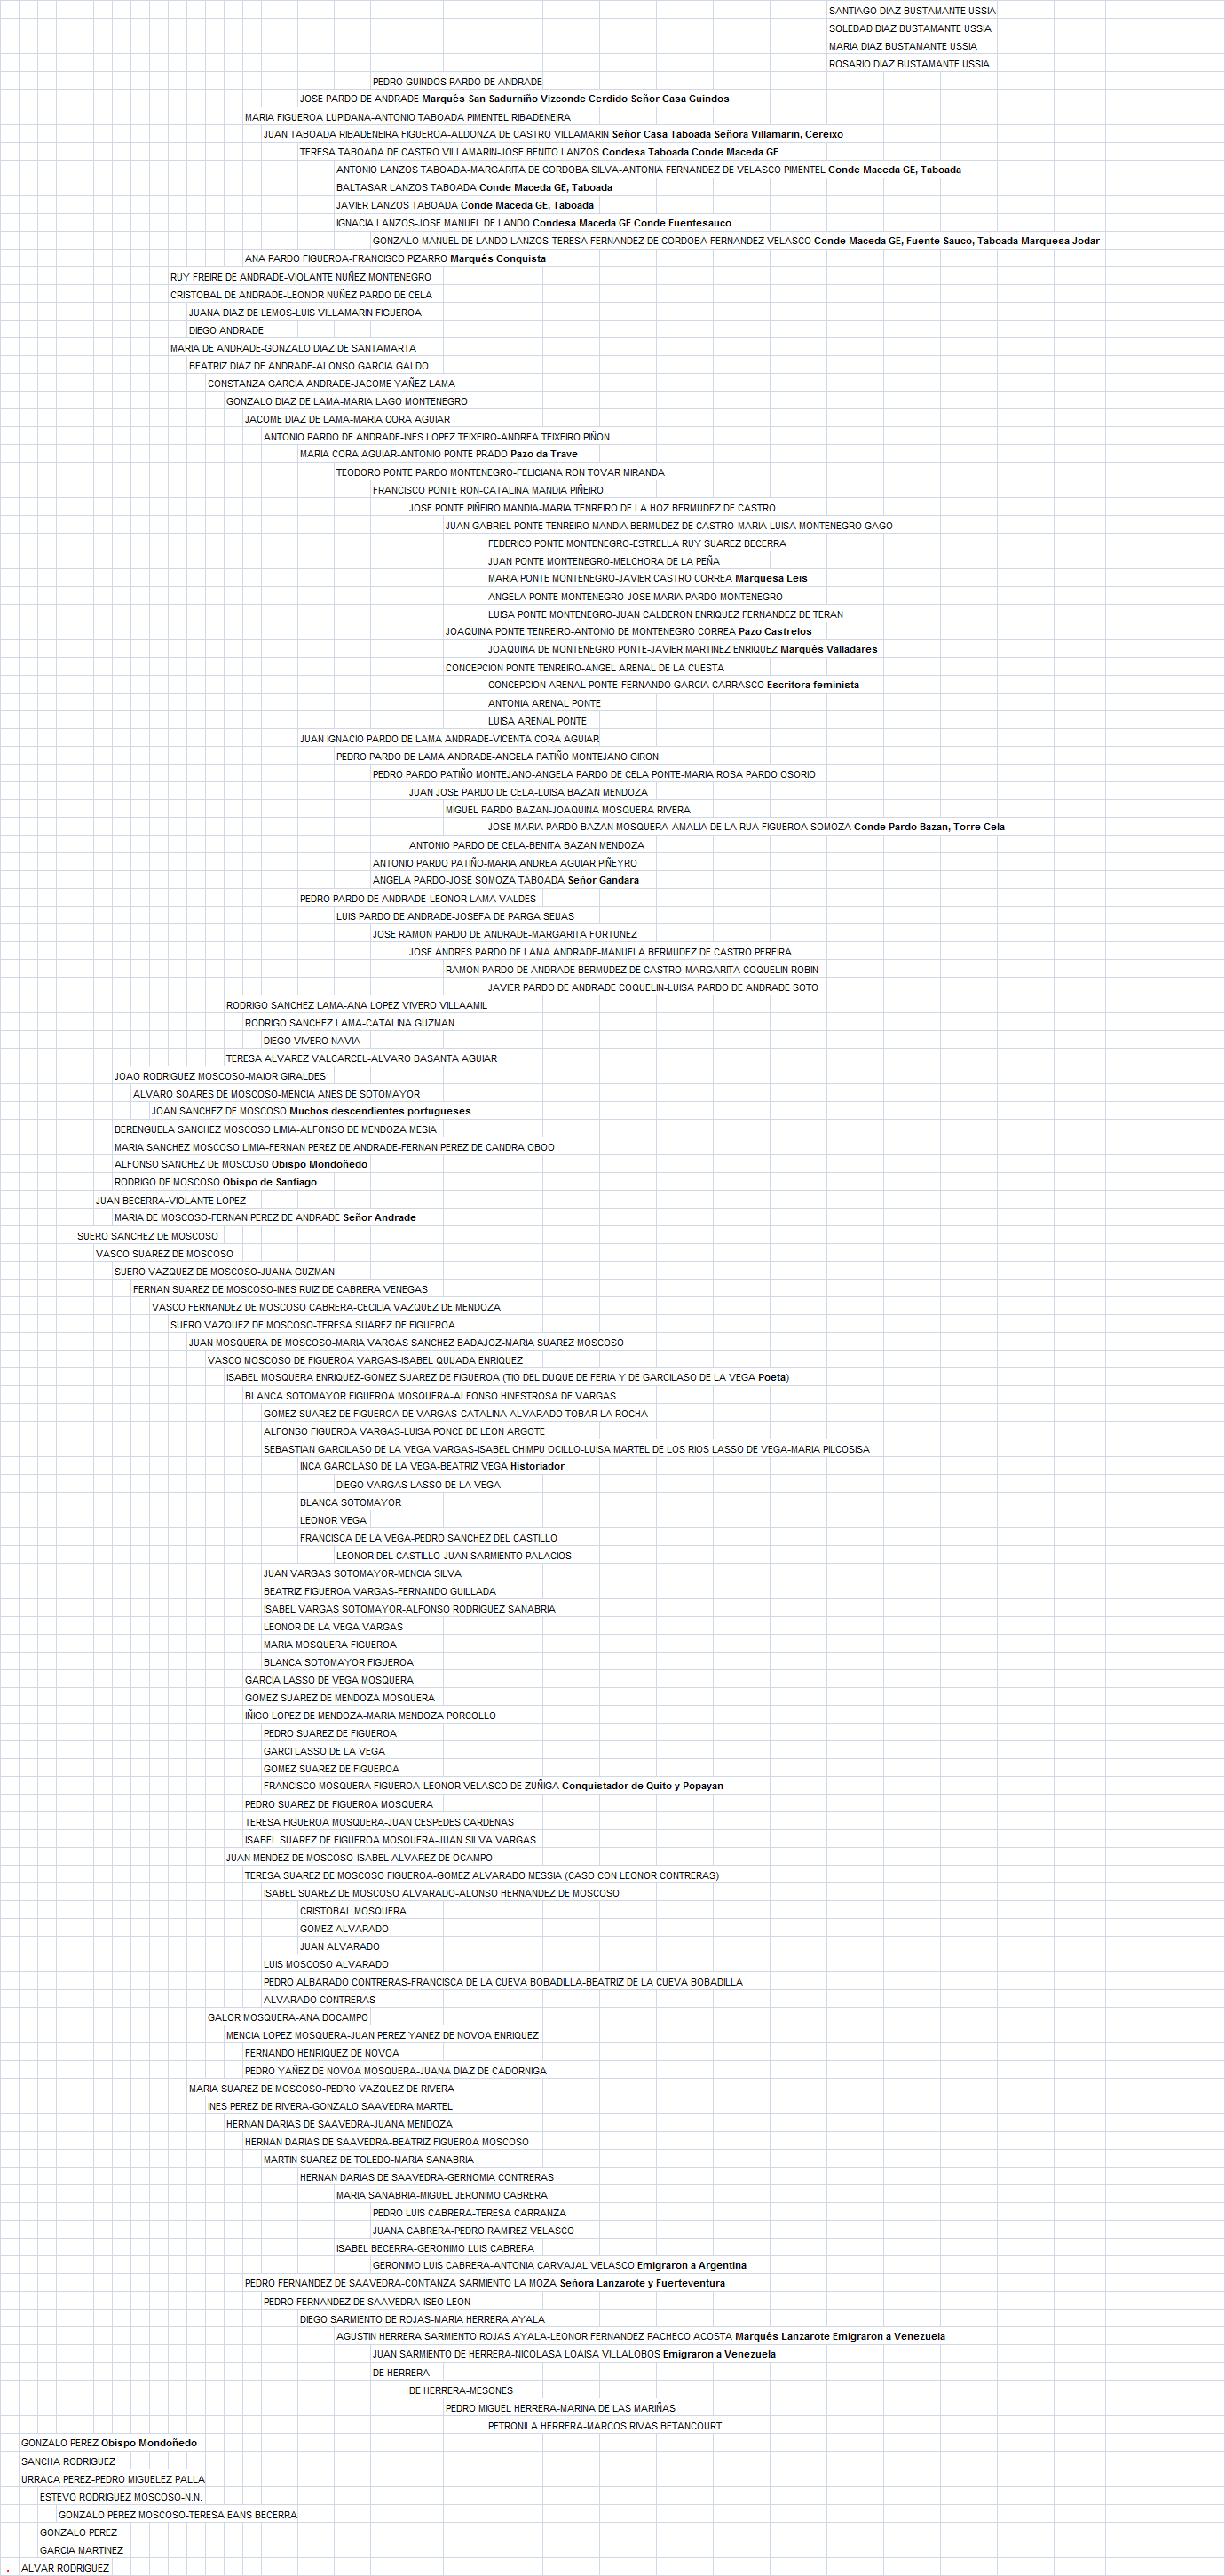 SANTIAGO DIAZ BUSTAMANTE USSIA
SOLEDAD DIAZ BUSTAMANTE USSIA
MARIA DIAZ BUSTAMANTE USSIA
ROSARIO DIAZ BUSTAMANTE USSIA
PEDRO GUINDOS PARDO DE ANDRADE
JOSE PARDO DE ANDRADE Marqués San Sadurniño Vizconde Cerdido Señor Casa Guindos
MARIA FIGUEROA LUPIDANA-ANTONIO TABOADA PIMENTEL RIBADENEIRA
JUAN TABOADA RIBADENEIRA FIGUEROA-ALDONZA DE CASTRO VILLAMARIN Señor Casa Taboada Señora Villamarin, Cereixo
TERESA TABOADA DE CASTRO VILLAMARIN-JOSE BENITO LANZOS Condesa Taboada Conde Maceda GE
ANTONIO LANZOS TABOADA-MARGARITA DE CORDOBA SILVA-ANTONIA FERNANDEZ DE VELASCO PIMENTEL Conde Maceda GE, Taboada
BALTASAR LANZOS TABOADA Conde Maceda GE, Taboada
JAVIER LANZOS TABOADA Conde Maceda GE, Taboada
IGNACIA LANZOS-JOSE MANUEL DE LANDO Condesa Maceda GE Conde Fuentesauco
GONZALO MANUEL DE LANDO LANZOS-TERESA FERNANDEZ DE CORDOBA FERNANDEZ VELASCO Conde Maceda GE, Fuente Sauco, Taboada Marquesa Jodar
ANA PARDO FIGUEROA-FRANCISCO PIZARRO Marqués Conquista
RUY FREIRE DE ANDRADE-VIOLANTE NUÑEZ MONTENEGRO
CRISTOBAL DE ANDRADE-LEONOR NUÑEZ PARDO DE CELA
JUANA DIAZ DE LEMOS-LUIS VILLAMARIN FIGUEROA
DIEGO ANDRADE
MARIA DE ANDRADE-GONZALO DIAZ DE SANTAMARTA
BEATRIZ DIAZ DE ANDRADE-ALONSO GARCIA GALDO
CONSTANZA GARCIA ANDRADE-JACOME YAÑEZ LAMA
GONZALO DIAZ DE LAMA-MARIA LAGO MONTENEGRO
JACOME DIAZ DE LAMA-MARIA CORA AGUIAR
ANTONIO PARDO DE ANDRADE-INES LOPEZ TEIXEIRO-ANDREA TEIXEIRO PIÑON
MARIA CORA AGUIAR-ANTONIO PONTE PRADO Pazo da Trave
TEODORO PONTE PARDO MONTENEGRO-FELICIANA RON TOVAR MIRANDA
FRANCISCO PONTE RON-CATALINA MANDIA PIÑEIRO
JOSE PONTE PIÑEIRO MANDIA-MARIA TENREIRO DE LA HOZ BERMUDEZ DE CASTRO
JUAN GABRIEL PONTE TENREIRO MANDIA BERMUDEZ DE CASTRO-MARIA LUISA MONTENEGRO GAGO
FEDERICO PONTE MONTENEGRO-ESTRELLA RUY SUAREZ BECERRA
JUAN PONTE MONTENEGRO-MELCHORA DE LA PEÑA
MARIA PONTE MONTENEGRO-JAVIER CASTRO CORREA Marquesa Leis
ANGELA PONTE MONTENEGRO-JOSE MARIA PARDO MONTENEGRO
LUISA PONTE MONTENEGRO-JUAN CALDERON ENRIQUEZ FERNANDEZ DE TERAN
JOAQUINA PONTE TENREIRO-ANTONIO DE MONTENEGRO CORREA Pazo Castrelos
JOAQUINA DE MONTENEGRO PONTE-JAVIER MARTINEZ ENRIQUEZ Marqués Valladares
CONCEPCION PONTE TENREIRO-ANGEL ARENAL DE LA CUESTA
CONCEPCION ARENAL PONTE-FERNANDO GARCIA CARRASCO Escritora feminista
ANTONIA ARENAL PONTE
LUISA ARENAL PONTE
JUAN IGNACIO PARDO DE LAMA ANDRADE-VICENTA CORA AGUIAR
PEDRO PARDO DE LAMA ANDRADE-ANGELA PATIÑO MONTEJANO GIRON
PEDRO PARDO PATIÑO MONTEJANO-ANGELA PARDO DE CELA PONTE-MARIA ROSA PARDO OSORIO
JUAN JOSE PARDO DE CELA-LUISA BAZAN MENDOZA
MIGUEL PARDO BAZAN-JOAQUINA MOSQUERA RIVERA
JOSE MARIA PARDO BAZAN MOSQUERA-AMALIA DE LA RUA FIGUEROA SOMOZA Conde Pardo Bazan, Torre Cela
ANTONIO PARDO DE CELA-BENITA BAZAN MENDOZA
ANTONIO PARDO PATIÑO-MARIA ANDREA AGUIAR PIÑEYRO
ANGELA PARDO-JOSE SOMOZA TABOADA Señor Gandara
PEDRO PARDO DE ANDRADE-LEONOR LAMA VALDES
LUIS PARDO DE ANDRADE-JOSEFA DE PARGA SEIJAS
JOSE RAMON PARDO DE ANDRADE-MARGARITA FORTUNEZ
JOSE ANDRES PARDO DE LAMA ANDRADE-MANUELA BERMUDEZ DE CASTRO PEREIRA
RAMON PARDO DE ANDRADE BERMUDEZ DE CASTRO-MARGARITA COQUELIN ROBIN
JAVIER PARDO DE ANDRADE COQUELIN-LUISA PARDO DE ANDRADE SOTO
RODRIGO SANCHEZ LAMA-ANA LOPEZ VIVERO VILLAAMIL
RODRIGO SANCHEZ LAMA-CATALINA GUZMAN
DIEGO VIVERO NAVIA
TERESA ALVAREZ VALCARCEL-ALVARO BASANTA AGUIAR
JOAO RODRIGUEZ MOSCOSO-MAIOR GIRALDES
ALVARO SOARES DE MOSCOSO-MENCIA ANES DE SOTOMAYOR
JOAN SANCHEZ DE MOSCOSO Muchos descendientes portugueses
BERENGUELA SANCHEZ MOSCOSO LIMIA-ALFONSO DE MENDOZA MESIA
MARIA SANCHEZ MOSCOSO LIMIA-FERNAN PEREZ DE ANDRADE-FERNAN PEREZ DE CANDRA OBOO
ALFONSO SANCHEZ DE MOSCOSO Obispo Mondoñedo
RODRIGO DE MOSCOSO Obispo de Santiago
JUAN BECERRA-VIOLANTE LOPEZ
MARIA DE MOSCOSO-FERNAN PEREZ DE ANDRADE Señor Andrade
SUERO SANCHEZ DE MOSCOSO
VASCO SUAREZ DE MOSCOSO
SUERO VAZQUEZ DE MOSCOSO-JUANA GUZMAN
FERNAN SUAREZ DE MOSCOSO-INES RUIZ DE CABRERA VENEGAS
VASCO FERNANDEZ DE MOSCOSO CABRERA-CECILIA VAZQUEZ DE MENDOZA
SUERO VAZQUEZ DE MOSCOSO-TERESA SUAREZ DE FIGUEROA
JUAN MOSQUERA DE MOSCOSO-MARIA VARGAS SANCHEZ BADAJOZ-MARIA SUAREZ MOSCOSO
VASCO MOSCOSO DE FIGUEROA VARGAS-ISABEL QUIJADA ENRIQUEZ
ISABEL MOSQUERA ENRIQUEZ-GOMEZ SUAREZ DE FIGUEROA (TIO DEL DUQUE DE FERIA Y DE GARCILASO DE LA VEGA Poeta)
BLANCA SOTOMAYOR FIGUEROA MOSQUERA-ALFONSO HINESTROSA DE VARGAS
GOMEZ SUAREZ DE FIGUEROA DE VARGAS-CATALINA ALVARADO TOBAR LA ROCHA
ALFONSO FIGUEROA VARGAS-LUISA PONCE DE LEON ARGOTE
SEBASTIAN GARCILASO DE LA VEGA VARGAS-ISABEL CHIMPU OCILLO-LUISA MARTEL DE LOS RIOS LASSO DE VEGA-MARIA PILCOSISA
INCA GARCILASO DE LA VEGA-BEATRIZ VEGA Historiador
DIEGO VARGAS LASSO DE LA VEGA
BLANCA SOTOMAYOR
LEONOR VEGA
FRANCISCA DE LA VEGA-PEDRO SANCHEZ DEL CASTILLO
LEONOR DEL CASTILLO-JUAN SARMIENTO PALACIOS
JUAN VARGAS SOTOMAYOR-MENCIA SILVA
BEATRIZ FIGUEROA VARGAS-FERNANDO GUILLADA
ISABEL VARGAS SOTOMAYOR-ALFONSO RODRIGUEZ SANABRIA
LEONOR DE LA VEGA VARGAS
MARIA MOSQUERA FIGUEROA
BLANCA SOTOMAYOR FIGUEROA
GARCIA LASSO DE VEGA MOSQUERA
GOMEZ SUAREZ DE MENDOZA MOSQUERA
IÑIGO LOPEZ DE MENDOZA-MARIA MENDOZA PORCOLLO
PEDRO SUAREZ DE FIGUEROA
GARCI LASSO DE LA VEGA
GOMEZ SUAREZ DE FIGUEROA
FRANCISCO MOSQUERA FIGUEROA-LEONOR VELASCO DE ZUÑIGA Conquistador de Quito y Popayan
PEDRO SUAREZ DE FIGUEROA MOSQUERA
TERESA FIGUEROA MOSQUERA-JUAN CESPEDES CARDENAS
ISABEL SUAREZ DE FIGUEROA MOSQUERA-JUAN SILVA VARGAS
JUAN MENDEZ DE MOSCOSO-ISABEL ALVAREZ DE OCAMPO
TERESA SUAREZ DE MOSCOSO FIGUEROA-GOMEZ ALVARADO MESSIA (CASO CON LEONOR CONTRERAS)
ISABEL SUAREZ DE MOSCOSO ALVARADO-ALONSO HERNANDEZ DE MOSCOSO
CRISTOBAL MOSQUERA
GOMEZ ALVARADO
JUAN ALVARADO
LUIS MOSCOSO ALVARADO
PEDRO ALBARADO CONTRERAS-FRANCISCA DE LA CUEVA BOBADILLA-BEATRIZ DE LA CUEVA BOBADILLA
ALVARADO CONTRERAS
GALOR MOSQUERA-ANA DOCAMPO
MENCIA LOPEZ MOSQUERA-JUAN PEREZ YANEZ DE NOVOA ENRIQUEZ
FERNANDO HENRIQUEZ DE NOVOA
PEDRO YAÑEZ DE NOVOA MOSQUERA-JUANA DIAZ DE CADORNIGA
MARIA SUAREZ DE MOSCOSO-PEDRO VAZQUEZ DE RIVERA
INES PEREZ DE RIVERA-GONZALO SAAVEDRA MARTEL
HERNAN DARIAS DE SAAVEDRA-JUANA MENDOZA
HERNAN DARIAS DE SAAVEDRA-BEATRIZ FIGUEROA MOSCOSO
MARTIN SUAREZ DE TOLEDO-MARIA SANABRIA
HERNAN DARIAS DE SAAVEDRA-GERNOMIA CONTRERAS
MARIA SANABRIA-MIGUEL JERONIMO CABRERA
PEDRO LUIS CABRERA-TERESA CARRANZA
JUANA CABRERA-PEDRO RAMIREZ VELASCO
ISABEL BECERRA-GERONIMO LUIS CABRERA
GERONIMO LUIS CABRERA-ANTONIA CARVAJAL VELASCO Emigraron a Argentina
PEDRO FERNANDEZ DE SAAVEDRA-CONTANZA SARMIENTO LA MOZA Señora Lanzarote y Fuerteventura
PEDRO FERNANDEZ DE SAAVEDRA-ISEO LEON
DIEGO SARMIENTO DE ROJAS-MARIA HERRERA AYALA
AGUSTIN HERRERA SARMIENTO ROJAS AYALA-LEONOR FERNANDEZ PACHECO ACOSTA Marqués Lanzarote Emigraron a Venezuela
JUAN SARMIENTO DE HERRERA-NICOLASA LOAISA VILLALOBOS Emigraron a Venezuela
DE HERRERA
DE HERRERA-MESONES
PEDRO MIGUEL HERRERA-MARINA DE LAS MARIÑAS
PETRONILA HERRERA-MARCOS RIVAS BETANCOURT
GONZALO PEREZ Obispo Mondoñedo
SANCHA RODRIGUEZ
URRACA PEREZ-PEDRO MIGUELEZ PALLA
ESTEVO RODRIGUEZ MOSCOSO-N.N.
GONZALO PEREZ MOSCOSO-TERESA EANS BECERRA
GONZALO PEREZ
GARCIA MARTINEZ
. ALVAR RODRIGUEZ